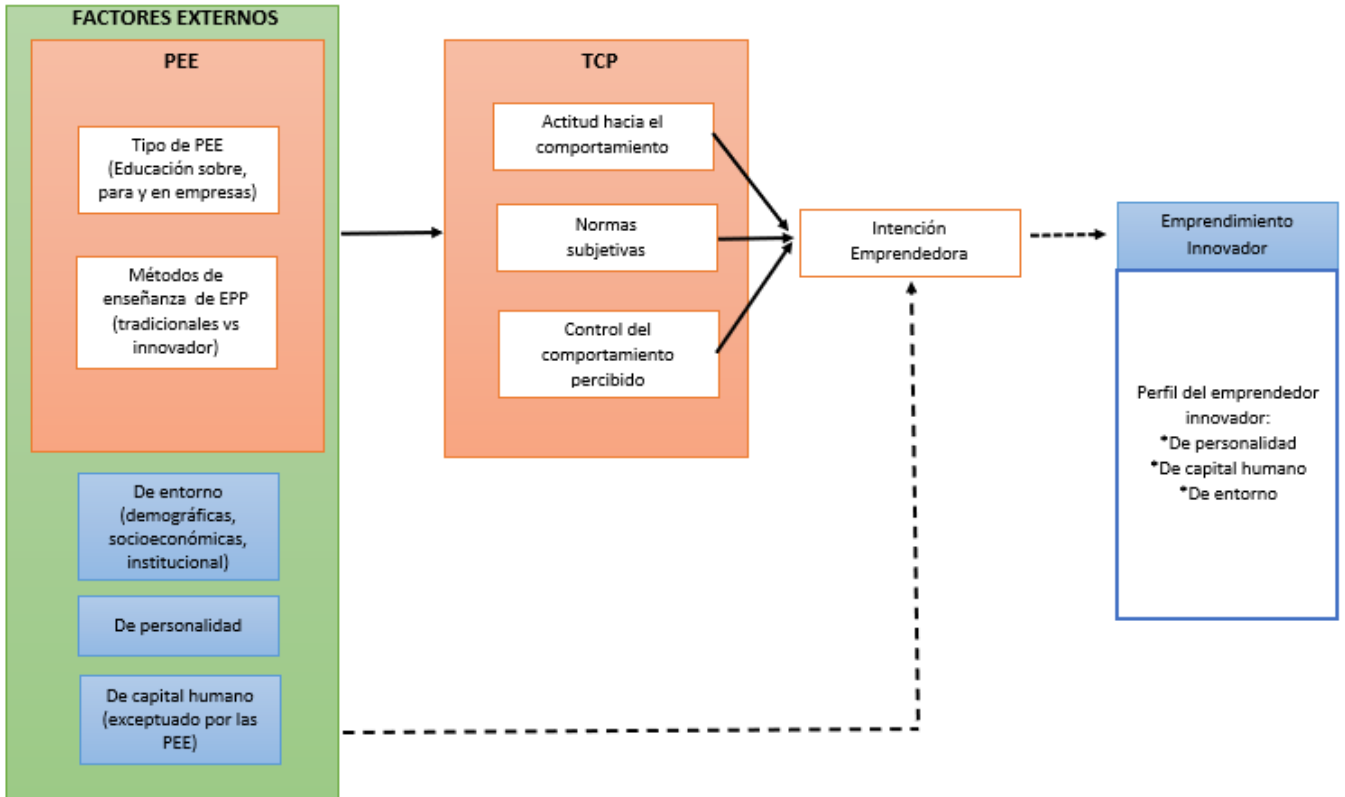 FACTORES EXTERNOS
PEE
Tipo de PEE
(Educación sobre,
para y en empresas)
Métodos de
enseñanza de EPP
(tradicionales vs
innovador)
De entorno
(demográficas,
socioeconómicas,
institucional)
De personalidad
De capital humano
(exceptuado por las
PEE)
TCP
Actitud hacia el
comportamiento
Normas
subjetivas
Control del
comportamiento
percibido
Intención
Emprendedora
Emprendimiento
Innovador
Perfil del emprendedor
innovador:
*De personalidad
*De capital humano
*De entorno